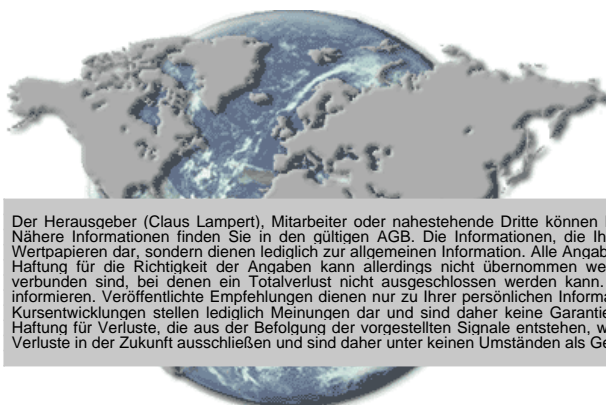 Der Herausgeber (Claus Lampert), Mitarbeiter oder nahestehende Dritte können
Nähere Informationen finden Sie in den gültigen AGB. Die Informationen, die Ih
Wertpapieren dar, sondern dienen lediglich zur allgemeinen Information. Alle Angab
Haftung für die Richtigkeit der Angaben kann allerdings nicht übernommen we
verbunden sind, bei denen ein Totalverlust nicht ausgeschlossen werden kann.
informieren. Veröffentlichte Empfehlungen dienen nur zu Ihrer persönlichen Informa
Kursentwicklungen stellen lediglich Meinungen dar und sind daher keine Garantie
Haftung für Verluste, die aus der Befolgung der vorgestellten Signale entstehen, w
Verluste in der Zukunft ausschließen und sind daher unter keinen Umständen als Ge